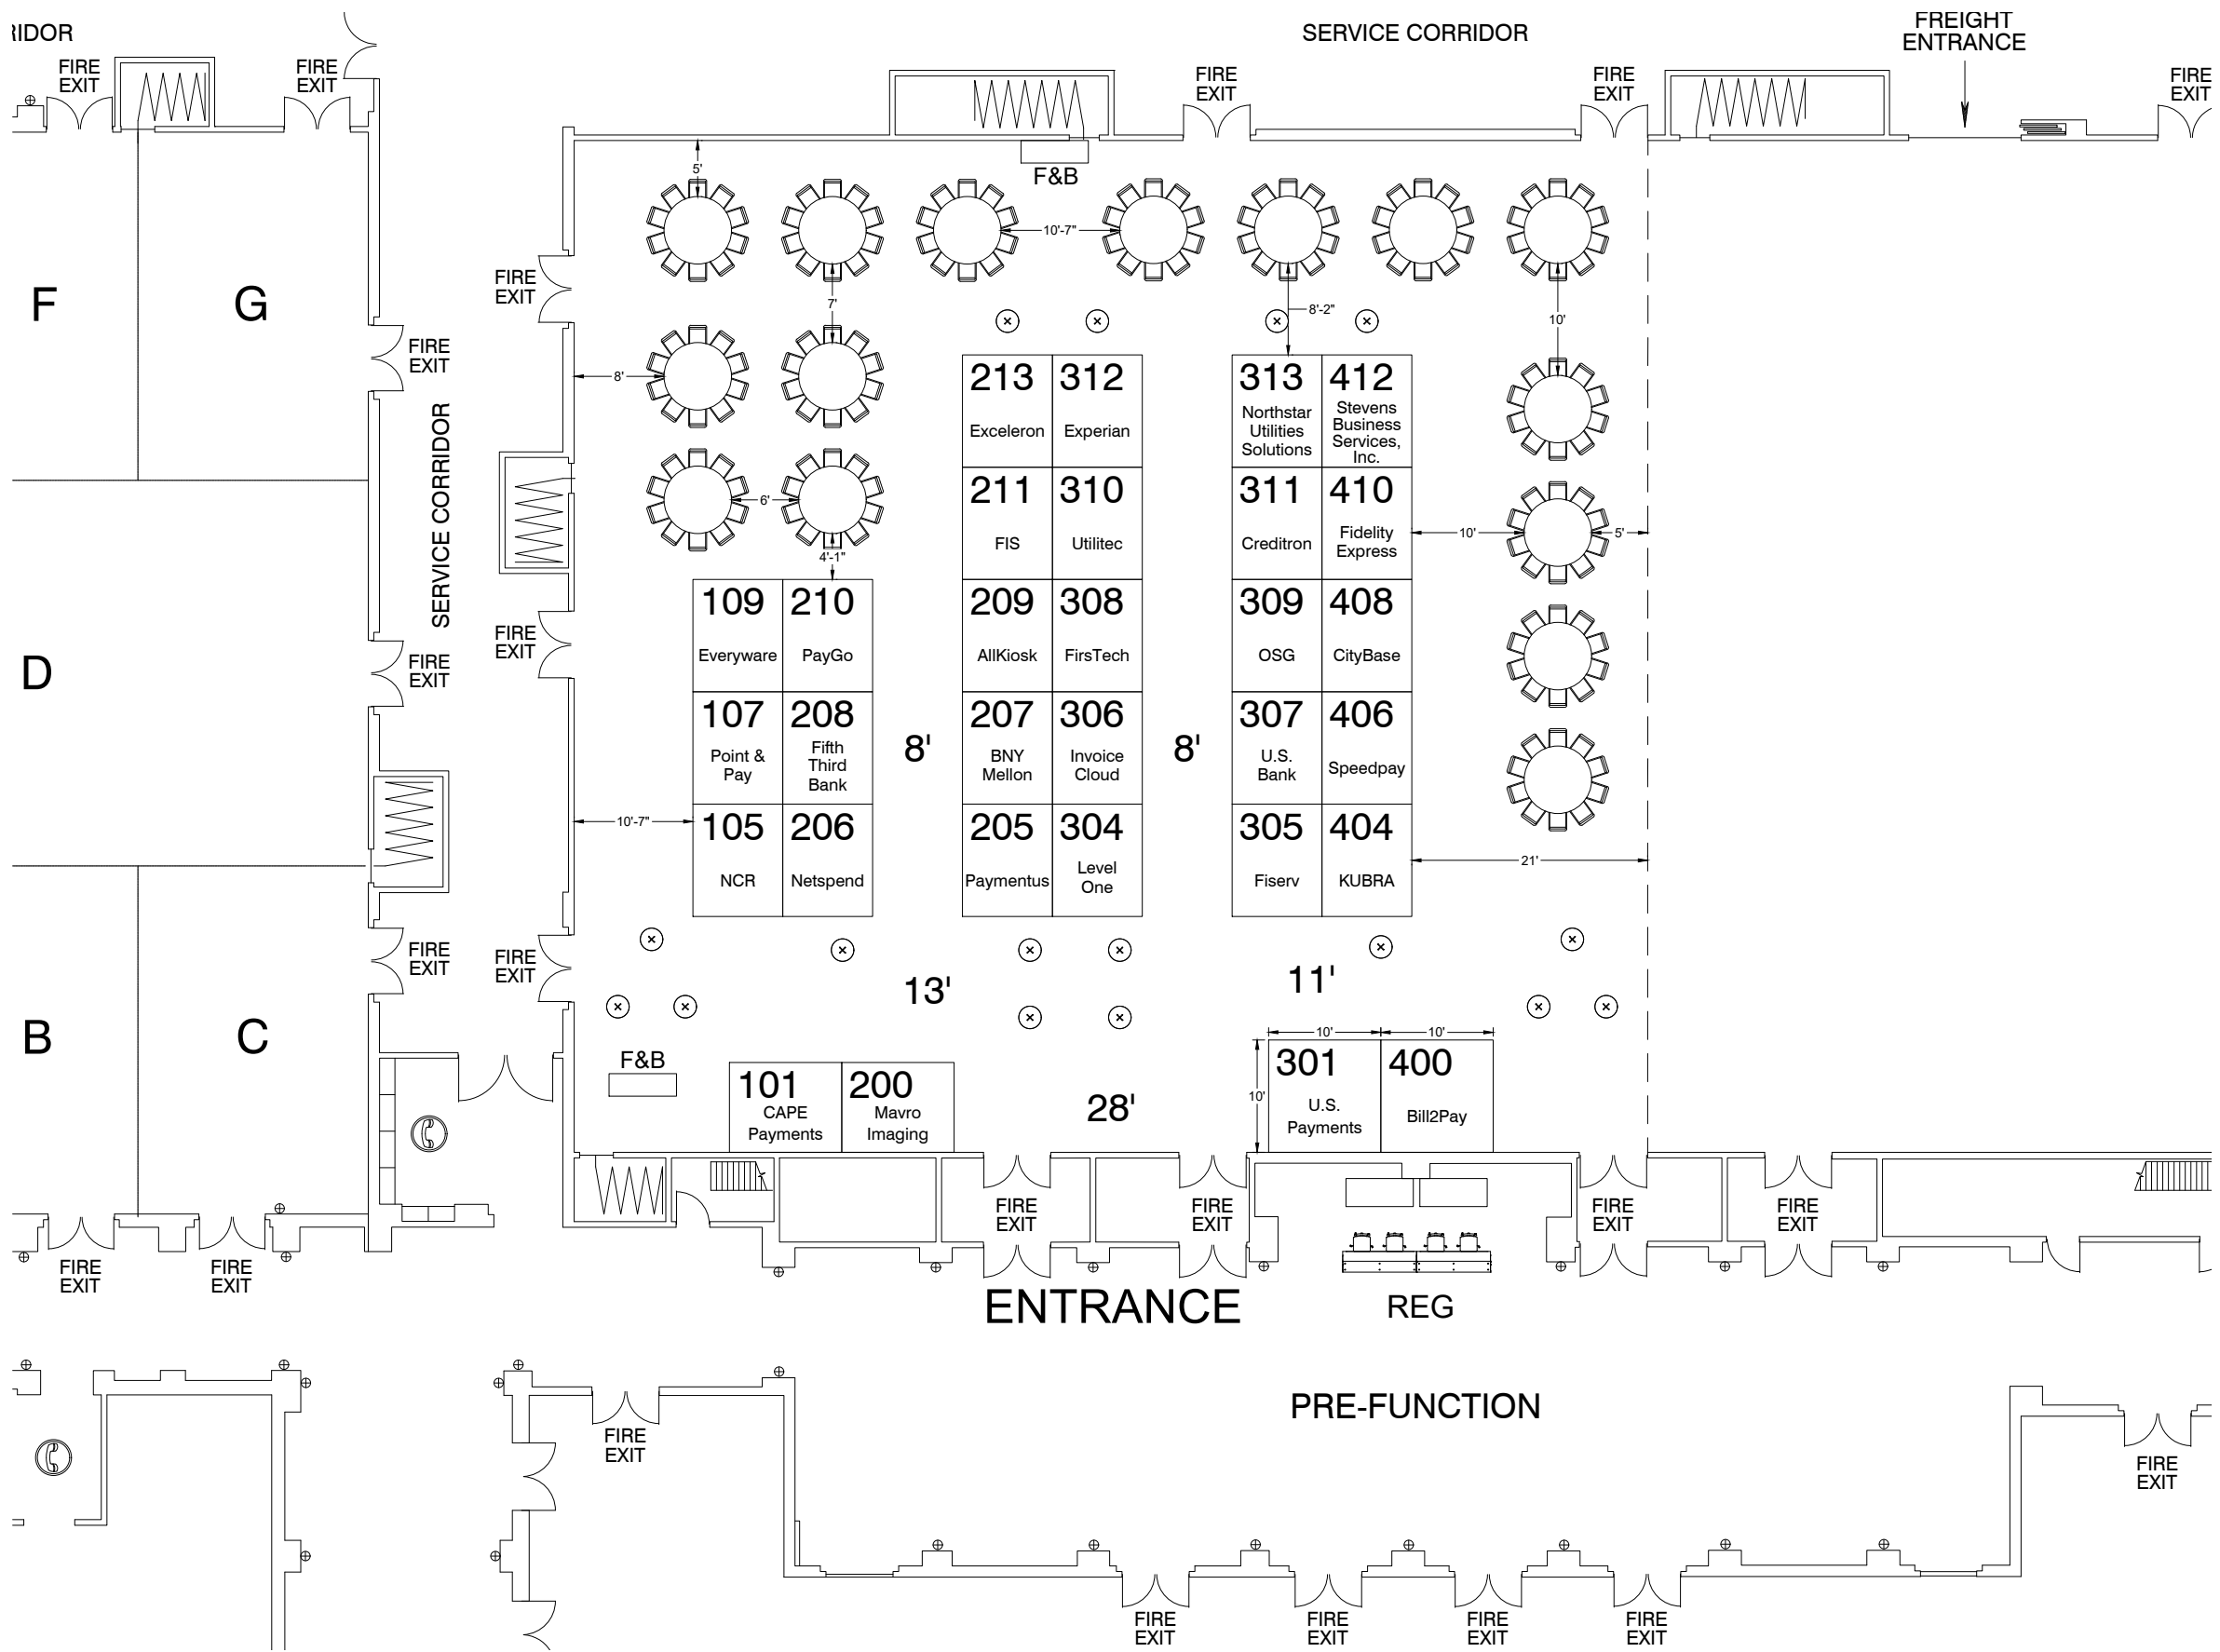 RIDOR
SERVICE CORRIDOR
FREIGHT
ENTRANCE
FIRE
EXIT
FIRE
EXIT
FIRE
EXIT
FIRE
EXIT
FIRE
EXIT
5'
F&B
10'-7"
F
G
FIRE
EXIT
7'
8'-2"
10'
FIRE
EXIT
8'
SERVICE CORRIDOR
213
Exceleron
312
Experian
313
Northstar
Utilities
Solutions
412
Stevens
Business
Services,
Inc.
6'
4'-1"
211
FIS
310
Utilitec
311
Creditron
410
Fidelity
Express
10'
5'
D
FIRE
EXIT
FIRE
EXIT
109
Everyware
210
PayGo
209
AllKiosk
308
FirsTech
309
OSG
408
CityBase
107
Point &
Pay
208
Fifth
Third
Bank
8'
207
BNY
Mellon
306
Invoice
Cloud
8'
307
U.S.
Bank
406
Speedpay
10'-7"
105
NCR
206
Netspend
205
Paymentus
304
Level
One
305
Fiserv
404
KUBRA
21'
FIRE
EXIT
FIRE
EXIT
13'
11'
B
C
F&B
101
CAPE
Payments
200
Mavro
Imaging
28'
10'
10'
10'
301
U.S.
Payments
400
Bill2Pay
FIRE
EXIT
FIRE
EXIT
FIRE
EXIT
FIRE
EXIT
FIRE
EXIT
FIRE
EXIT
ENTRANCE
REG
PRE-FUNCTION
FIRE
EXIT
FIRE
EXIT
FIRE
EXIT
FIRE
EXIT
FIRE
EXIT
FIRE
EXIT